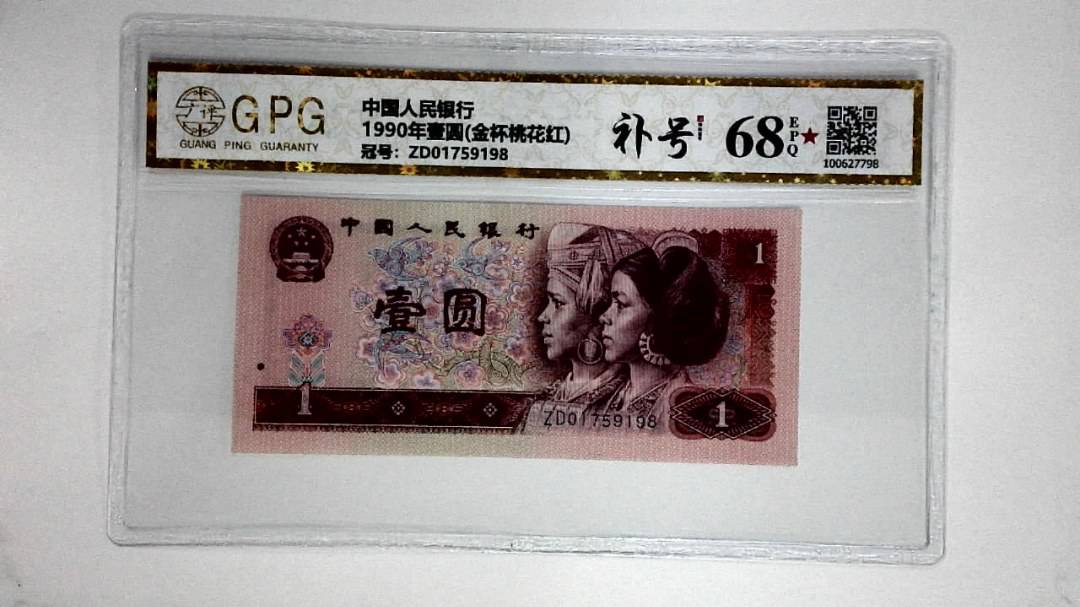 GPG
GUANG PING GUARANTY
中国人民银行
1990年壹圆(金杯桃花红)
冠号：ZD01759198
补号
68
EPQ
100627798
中國人民銀行
壹圆
1
1
ZD01759198
1